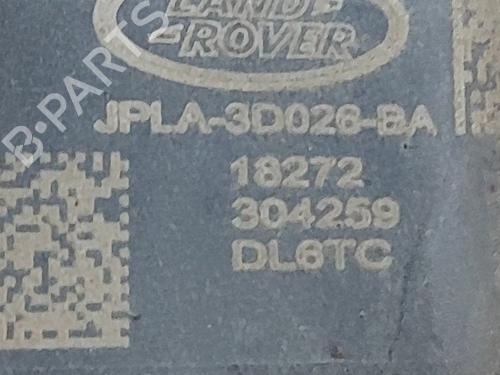 LAND-
-ROVER
JPLA-3D026-BA
18272
304259
DL6TC
B-PARTS